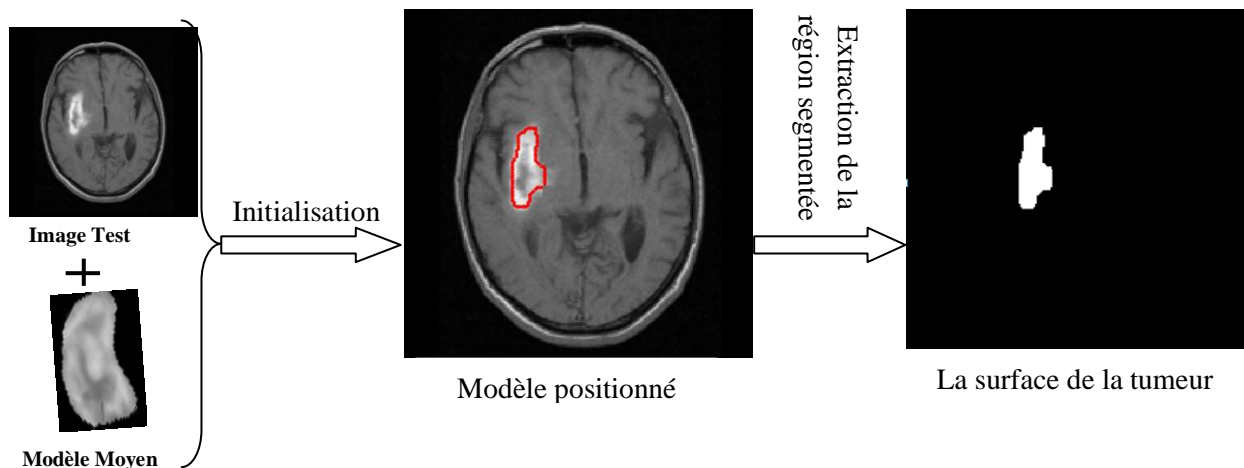 Image Test
+
Modèle Moyen
Initialisation
Modèle positionné
Extraction de la
région segmentée
La surface de la tumeur